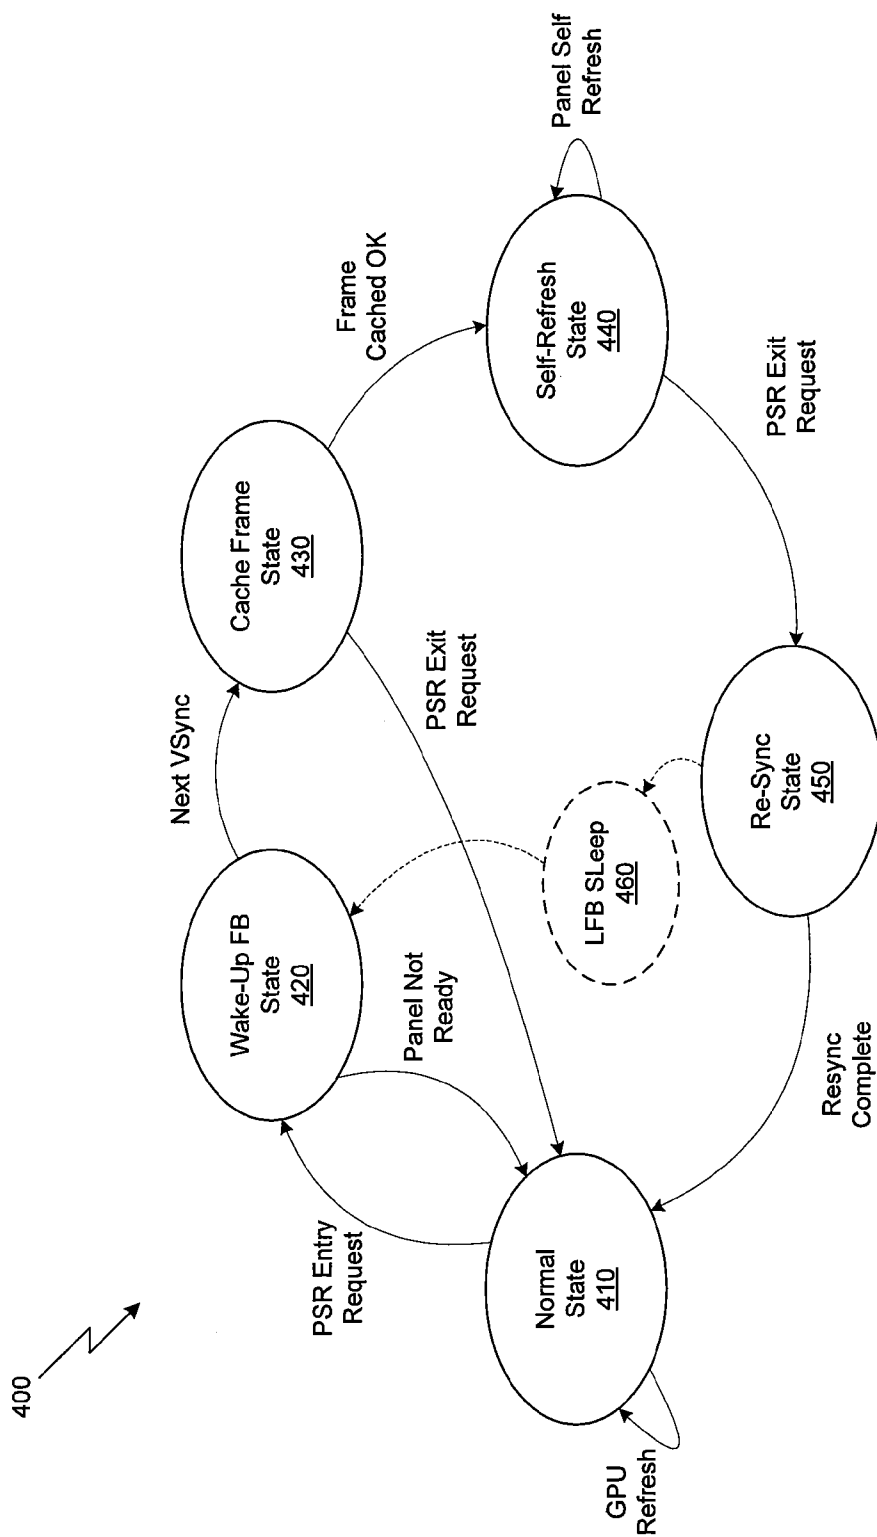 400
Next VSync
Wake-Up FB
State
420
Cache Frame
State
430
PSR Entry
Request
Panel Not
Ready
PSR Exit
Request
Frame
Cached OK
Panel Self
Refresh
Normal
State
410
LFB SLeep
460
Self-Refresh
State
440
GPU
Refresh
Re-Sync
State
450
PSR Exit
Request
Resync
Complete